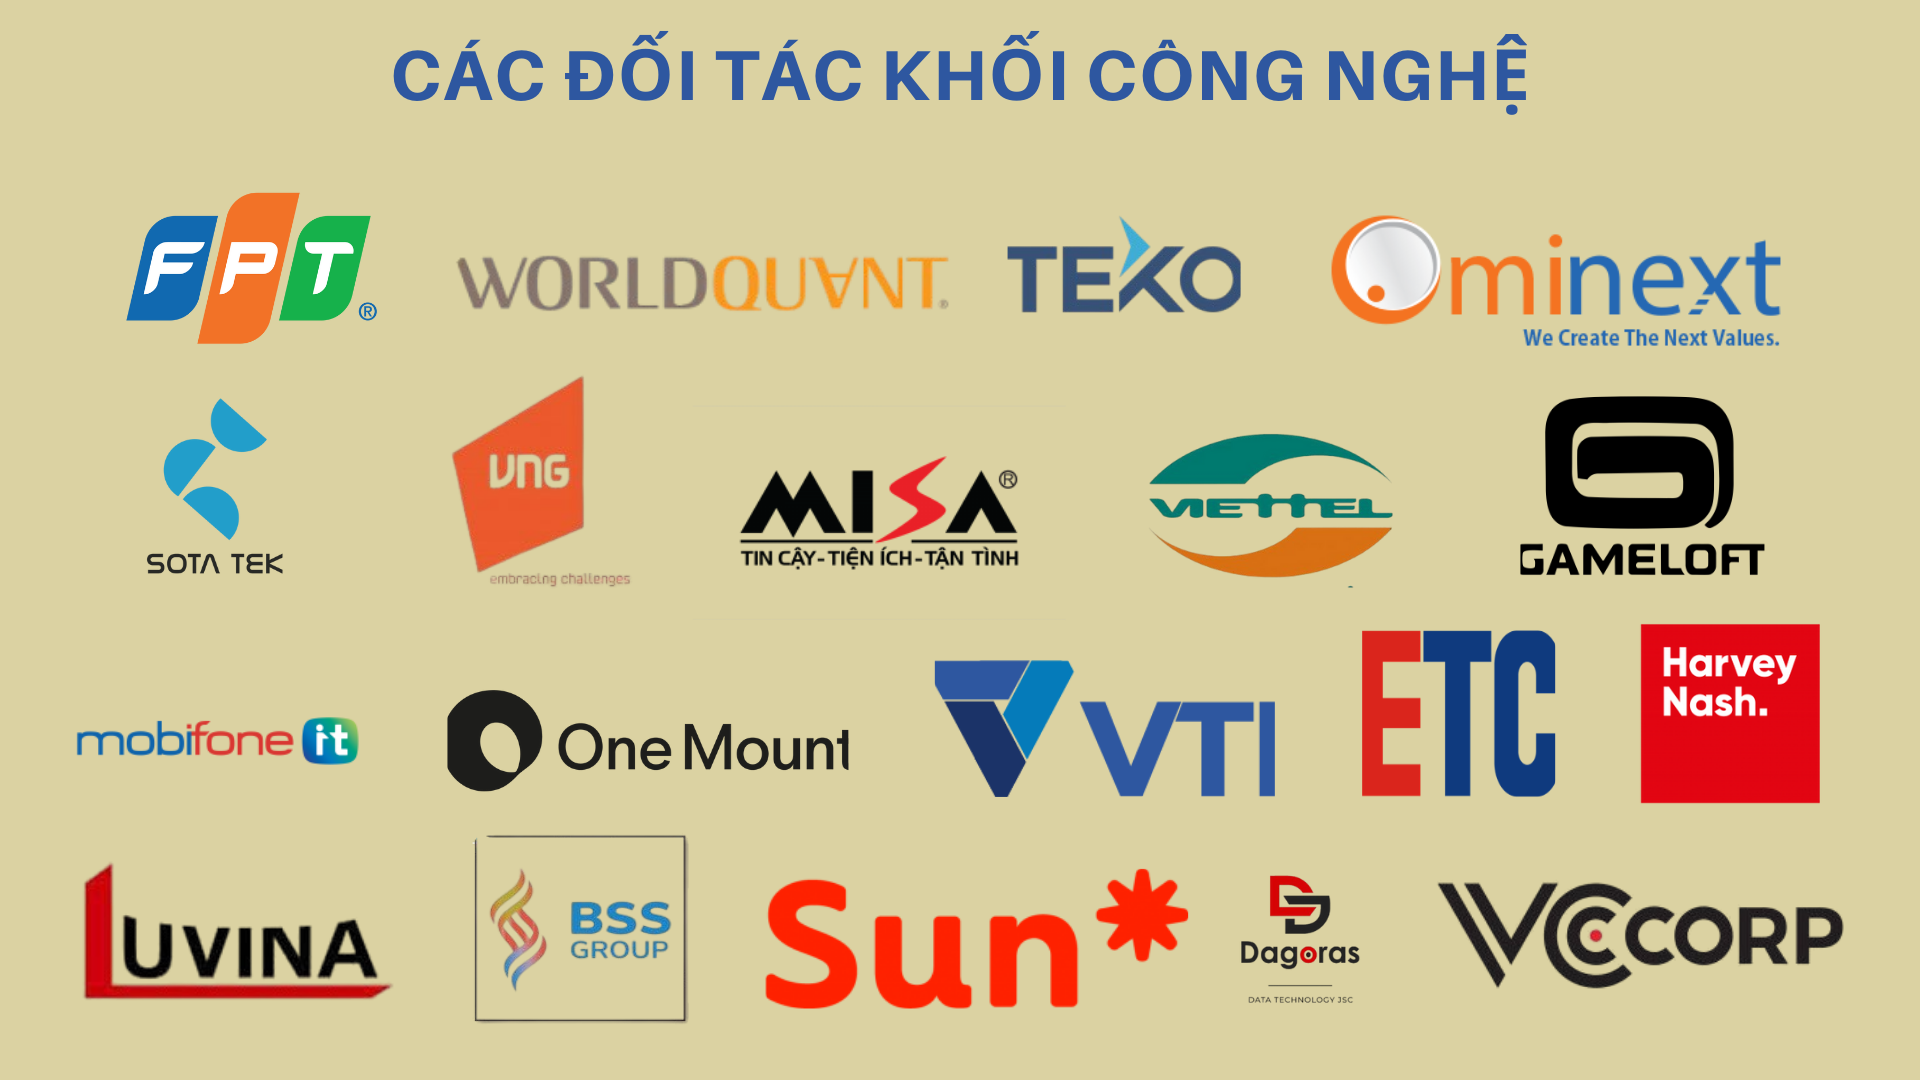 CÁC ĐỐI TÁC KHỐI CÔNG NGHỆ
FPT®
WORLDQUANT®
TEKO
Ominext
We Create The Next Values.
SOTA TEK
VNG
embracing challenges
MISA®
TIN CẬY-TIỆN ÍCH-TẬN TÌNH
VIETTEL
GAMELOFT
mobifone it
One Mount
VTI
ETC
Harvey
Nash.
LUVINA
BSS
GROUP
Sun*
Dagoras
DATA TECHNOLOGY JSC
VCCORP